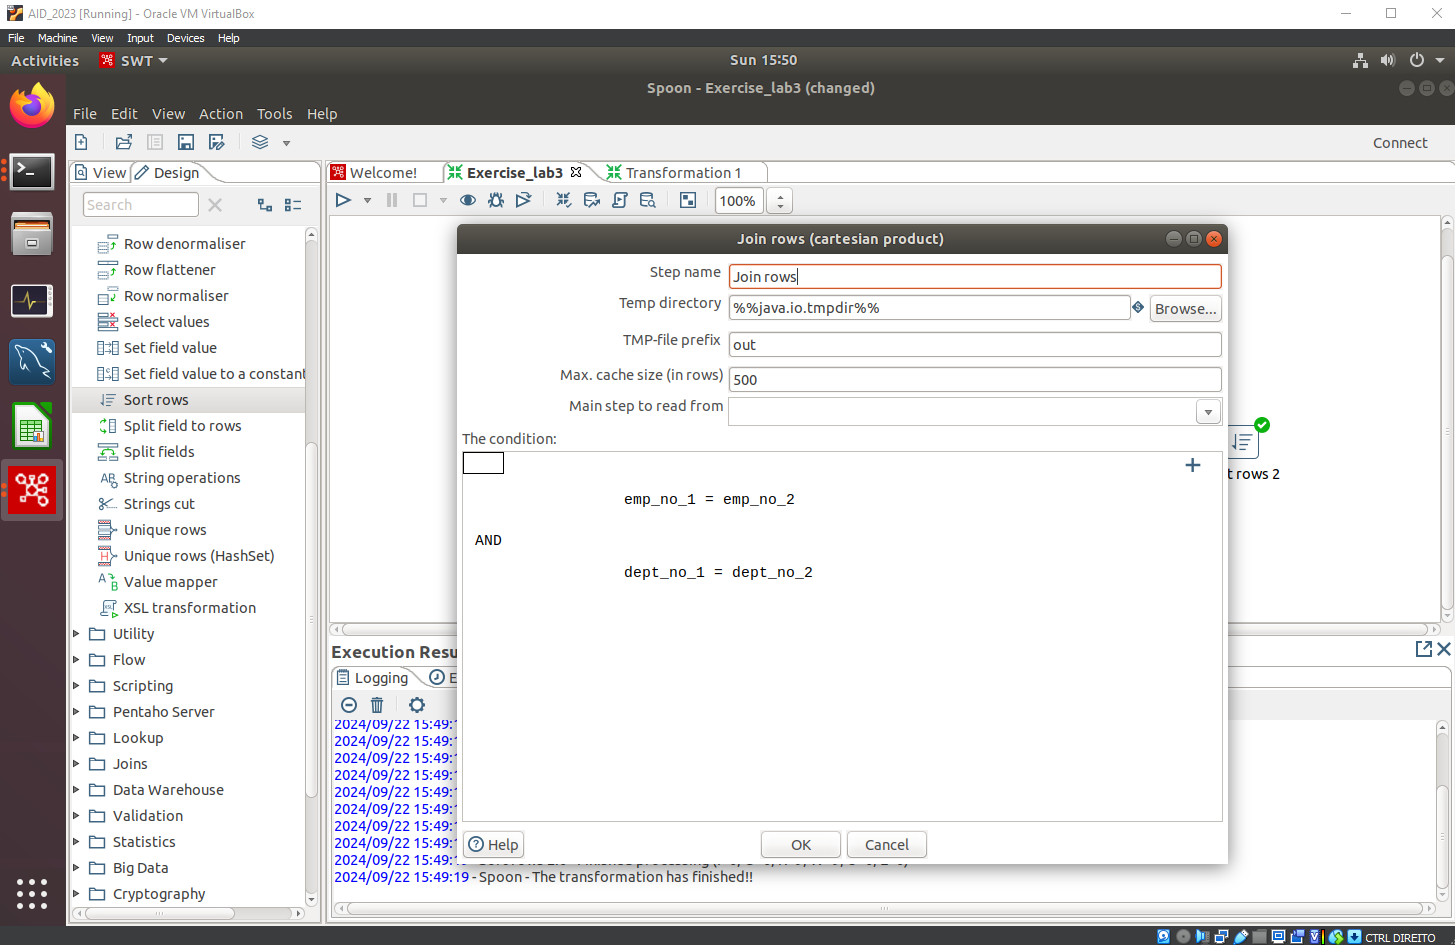 AID_2023 [Running] - Oracle VM VirtualBox
File Machine View Input Devices Help
Activities SWT Sun 15:50
Spoon - Exercise_lab3 (changed)
File Edit View Action Tools Help
Connect
View Design
Welcome! Exercise_lab3 Transformation 1
Search
100%
Row denormaliser
Row flattener
Row normaliser
Select values
Set field value
Set field value to a constant
Sort rows
Split field to rows
Split fields
String operations
Strings cut
Unique rows
Unique rows (HashSet)
Value mapper
XSL transformation
Utility
Flow
Scripting
Pentaho Server
Lookup
Joins
Data Warehouse
Validation
Statistics
Big Data
Cryptography
Join rows (cartesian product)
Step name Join rows
Temp directory %%java.io.tmpdir%% Browse...
TMP-file prefix out
Max. cache size (in rows) 500
Main step to read from
The condition:
emp_no_1 = emp_no_2
AND
dept_no_1 = dept_no_2
Help OK Cancel
t rows 2
Execution Resu
Logging E
2024/09/22 15:49:1
2024/09/22 15:49:1
2024/09/22 15:49:1
2024/09/22 15:49:1
2024/09/22 15:49:1
2024/09/22 15:49:1
2024/09/22 15:49:1
2024/09/22 15:49:1
2024/09/22 15:49:19
2024/09/22 15:49:19 - Spoon - The transformation has finished!!
CTRL DIREITO